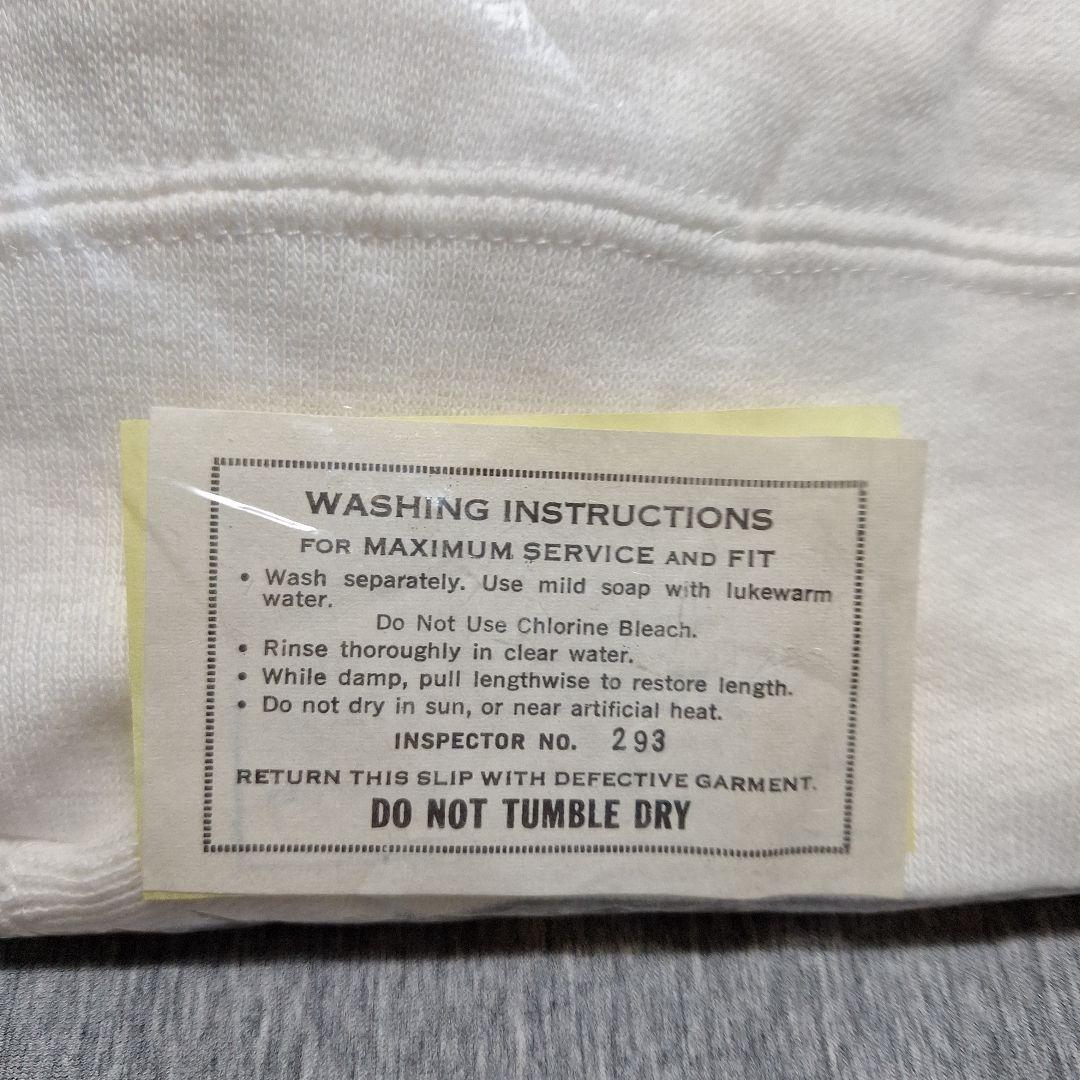 WASHING INSTRUCTIONS
FOR MAXIMUM SERVICE AND FIT
• Wash separately. Use mild soap with lukewarm
water.
Do Not Use Chlorine Bleach.
• Rinse thoroughly in clear water.
• While damp, pull lengthwise to restore length.
• Do not dry in sun, or near artificial heat.
INSPECTOR NO. 293
RETURN THIS SLIP WITH DEFECTIVE GARMENT.
DO NOT TUMBLE DRY